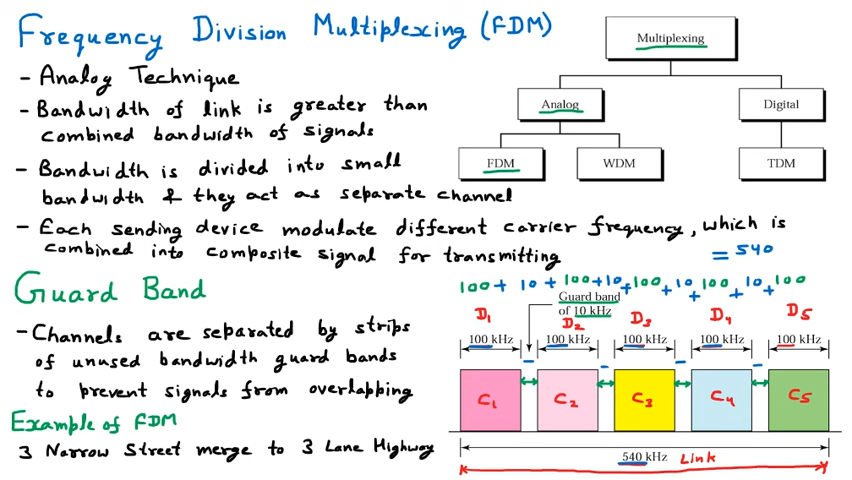 Frequency Division Multiplexing (FDM)
- Analog Technique
- Bandwidth of link is greater than
combined bandwidth of signals
- Bandwidth is divided into small
bandwidth & they act as separate channel
- Each sending device modulate different carrier frequency, which is
combined into composite signal for transmitting
Multiplexing
Analog
Digital
FDM
WDM
TDM
Guard Band
- Channels are separated by strips
of unused bandwidth guard bands
to prevent signals from overlapping
Example of FDM
3 Narrow Street merge to 3 Lane Highway
= 540
100 + 10 + 100 + 10 + 100 + 10 + 100 + 10 + 100
Guard band
of 10 kHz
D1 D2 D3 D4 D5
100 kHz 100 kHz 100 kHz 100 kHz 100 kHz
C1 C2 C3 C4 C5
540 kHz Link